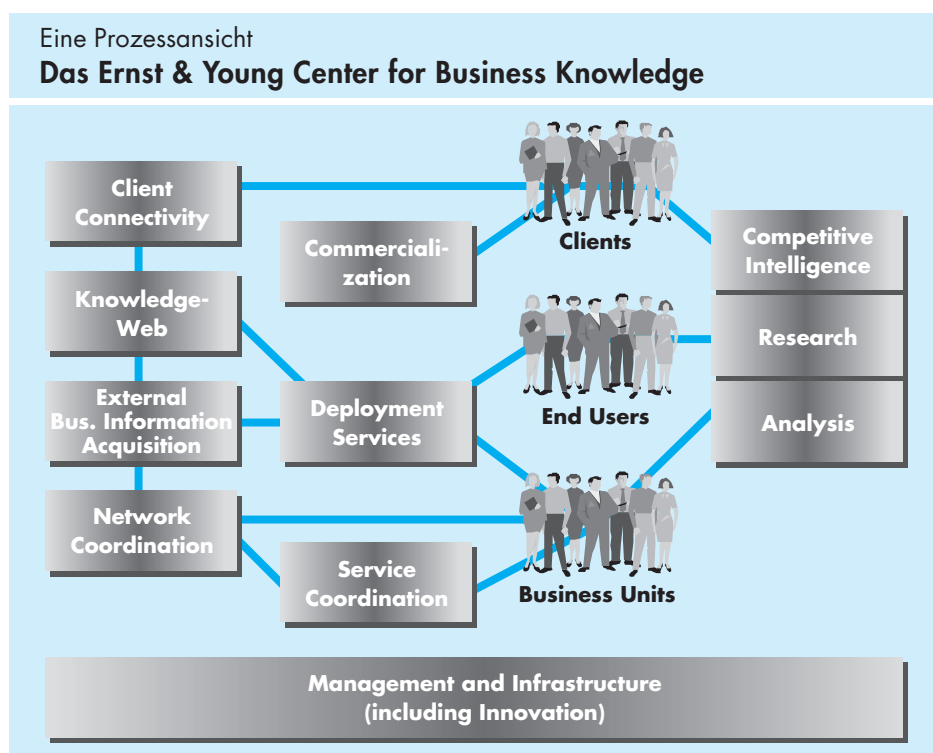 Eine Prozessansicht
Das Ernst & Young Center for Business Knowledge
Client
Connectivity
Commerciali-
zation
Clients
Competitive
Intelligence
Knowledge-
Web
End Users
Research
External
Bus. Information
Acquisition
Deployment
Services
Analysis
Network
Coordination
Service
Coordination
Business Units
Management and Infrastructure
(including Innovation)